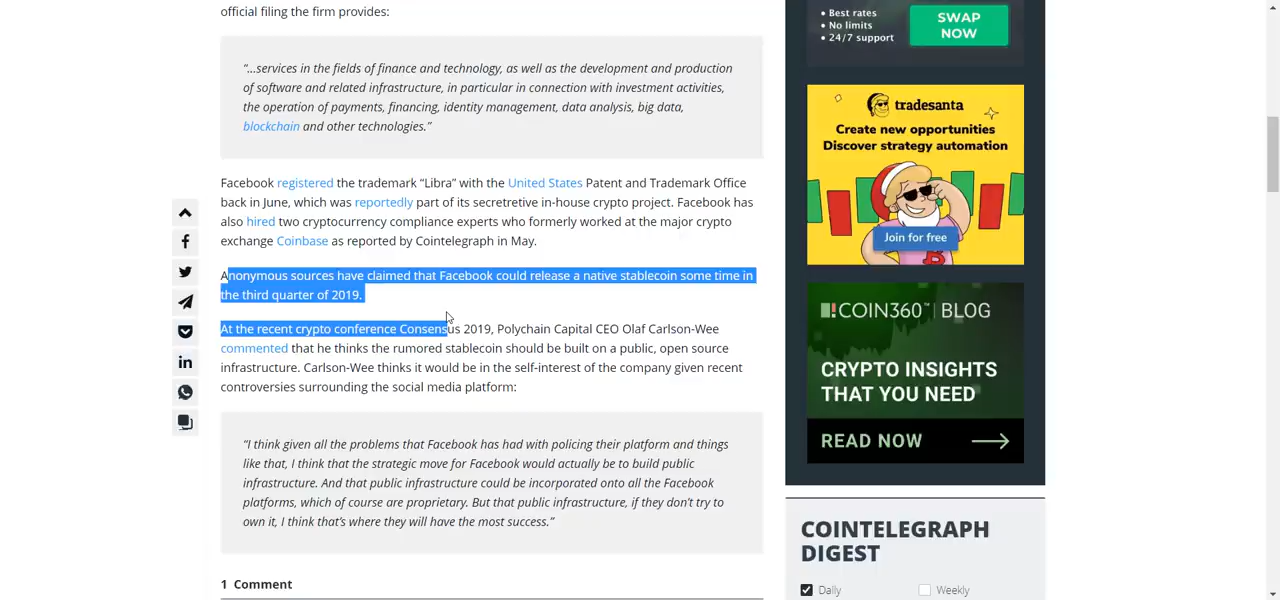 official filing the firm provides:
“…services in the fields of finance and technology, as well as the development and production
of software and related infrastructure, in particular in connection with investment activities,
the operation of payments, financing, identity management, data analysis, big data,
blockchain and other technologies.”
Facebook registered the trademark “Libra” with the United States Patent and Trademark Office
back in June, which was reportedly part of its secretretive in-house crypto project. Facebook has
also hired two cryptocurrency compliance experts who formerly worked at the major crypto
exchange Coinbase as reported by Cointelegraph in May.
Anonymous sources have claimed that Facebook could release a native stablecoin some time in
the third quarter of 2019.
At the recent crypto conference Consensus 2019, Polychain Capital CEO Olaf Carlson-Wee
commented that he thinks the rumored stablecoin should be built on a public, open source
infrastructure. Carlson-Wee thinks it would be in the self-interest of the company given recent
controversies surrounding the social media platform:
“I think given all the problems that Facebook has had with policing their platform and things
like that, I think that the strategic move for Facebook would actually be to build public
infrastructure. And that public infrastructure could be incorporated onto all the Facebook
platforms, which of course are proprietary. But that public infrastructure, if they don’t try to
own it, I think that’s where they will have the most success.”
1 Comment
• Best rates
• No limits
• 24/7 support
SWAP
NOW
tradesanta
Create new opportunities
Discover strategy automation
Join for free
COIN360™ | BLOG
CRYPTO INSIGHTS
THAT YOU NEED
READ NOW
COINTELEGRAPH
DIGEST
Daily
Weekly